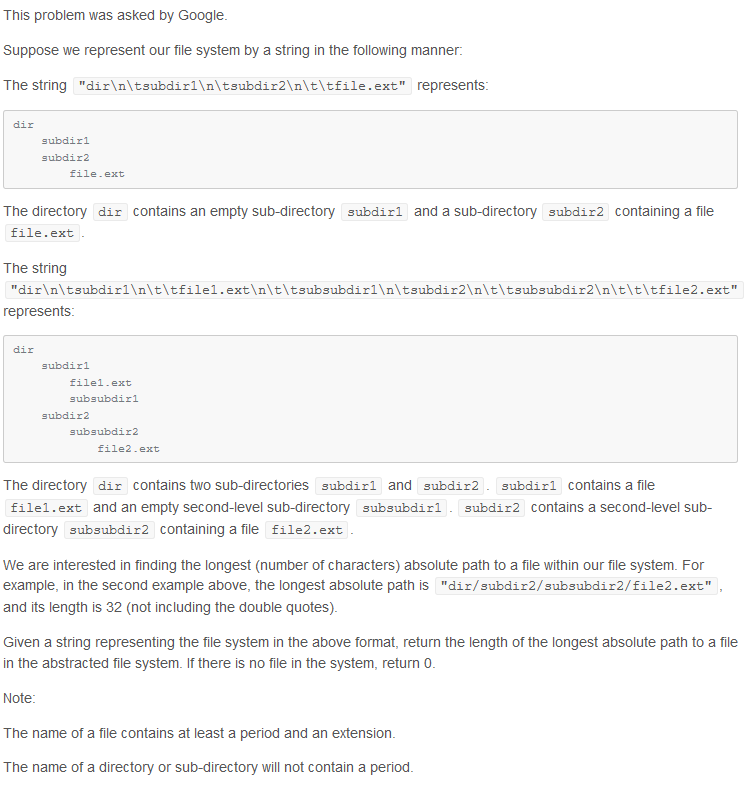 This problem was asked by Google.
Suppose we represent our file system by a string in the following manner:
The string "dir\n\tsubdir1\n\tsubdir2\n\t\tfile.ext" represents:
dir
    subdir1
    subdir2
        file.ext
The directory dir contains an empty sub-directory subdir1 and a sub-directory subdir2 containing a file
file.ext .
The string
"dir\n\tsubdir1\n\t\tfile1.ext\n\t\tsubsubdir1\n\tsubdir2\n\t\tsubsubdir2\n\t\t\tfile2.ext"
represents:
dir
    subdir1
        file1.ext
        subsubdir1
    subdir2
        subsubdir2
            file2.ext
The directory dir contains two sub-directories subdir1 and subdir2 . subdir1 contains a file
file1.ext and an empty second-level sub-directory subsubdir1 . subdir2 contains a second-level sub-
directory subsubdir2 containing a file file2.ext .
We are interested in finding the longest (number of characters) absolute path to a file within our file system. For
example, in the second example above, the longest absolute path is "dir/subdir2/subsubdir2/file2.ext" ,
and its length is 32 (not including the double quotes).
Given a string representing the file system in the above format, return the length of the longest absolute path to a file
in the abstracted file system. If there is no file in the system, return 0.
Note:
The name of a file contains at least a period and an extension.
The name of a directory or sub-directory will not contain a period.